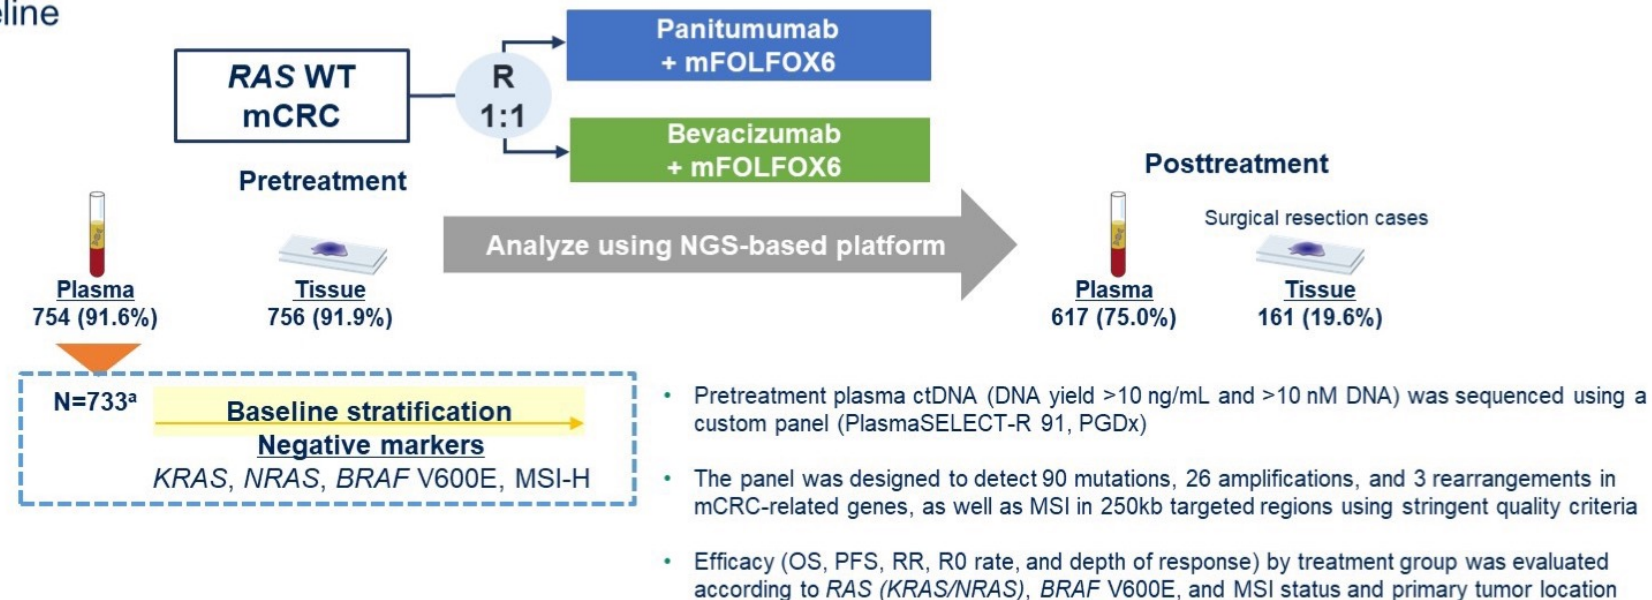 RAS WT
mCRC
R
1:1
Panitumumab
+ mFOLFOX6
Bevacizumab
+ mFOLFOX6
Pretreatment
Plasma
754 (91.6%)
Tissue
756 (91.9%)
Analyze using NGS-based platform
Posttreatment
Surgical resection cases
Plasma
617 (75.0%)
Tissue
161 (19.6%)
N=733ᵃ
Baseline stratification
Negative markers
KRAS, NRAS, BRAF V600E, MSI-H
• Pretreatment plasma ctDNA (DNA yield >10 ng/mL and >10 nM DNA) was sequenced using a
custom panel (PlasmaSELECT-R 91, PGDx)
• The panel was designed to detect 90 mutations, 26 amplifications, and 3 rearrangements in
mCRC-related genes, as well as MSI in 250kb targeted regions using stringent quality criteria
• Efficacy (OS, PFS, RR, R0 rate, and depth of response) by treatment group was evaluated
according to RAS (KRAS/NRAS), BRAF V600E, and MSI status and primary tumor location